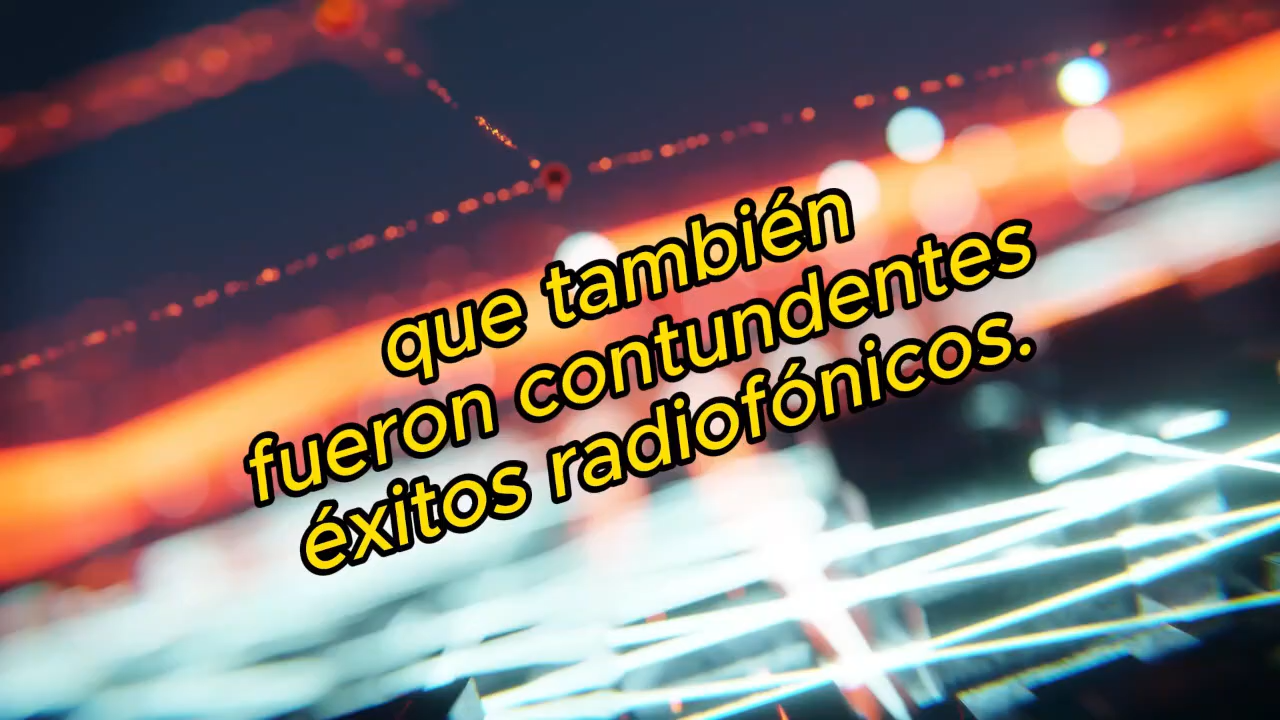 que también
fueron contundentes
éxitos radiofónicos.